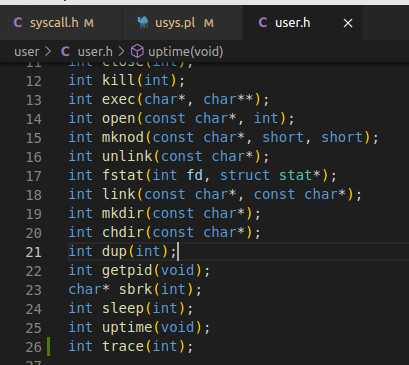 syscall.h M
usys.pl M
user.h
user > user.h > uptime(void)
11 int close(int);
12 int kill(int);
13 int exec(char*, char**);
14 int open(const char*, int);
15 int mknod(const char*, short, short);
16 int unlink(const char*);
17 int fstat(int fd, struct stat*);
18 int link(const char*, const char*);
19 int mkdir(const char*);
20 int chdir(const char*);
21 int dup(int);
22 int getpid(void);
23 char* sbrk(int);
24 int sleep(int);
25 int uptime(void);
26 int trace(int);
27